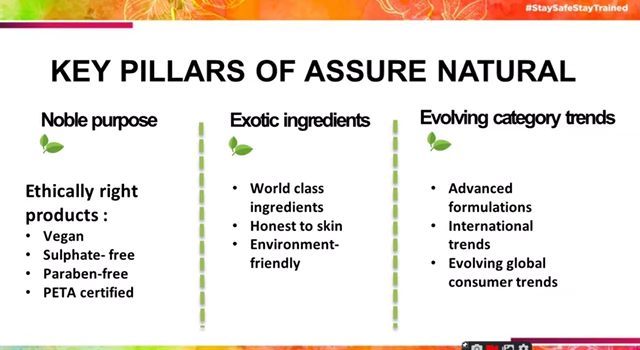 #StaySafeStayTrained
KEY PILLARS OF ASSURE NATURAL
Noble purpose
Ethically right
products :
• Vegan
• Sulphate- free
• Paraben-free
• PETA certified
Exotic ingredients
• World class
ingredients
• Honest to skin
• Environment-
friendly
Evolving category trends
• Advanced
formulations
• International
trends
• Evolving global
consumer trends